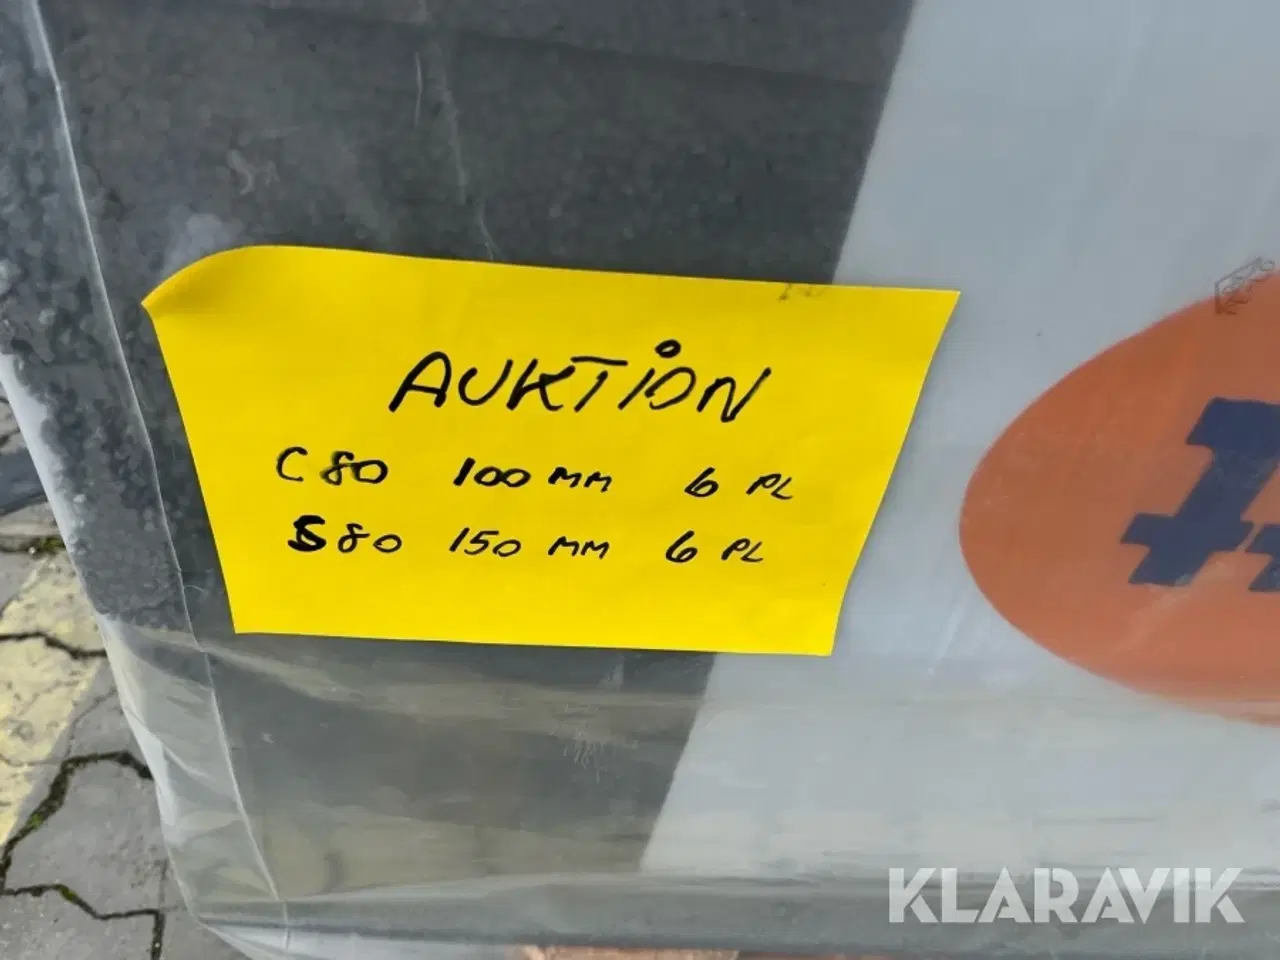 AUKTION
C80 100 MM 6 PL
S80 150 MM 6 PL
KLARAVIK